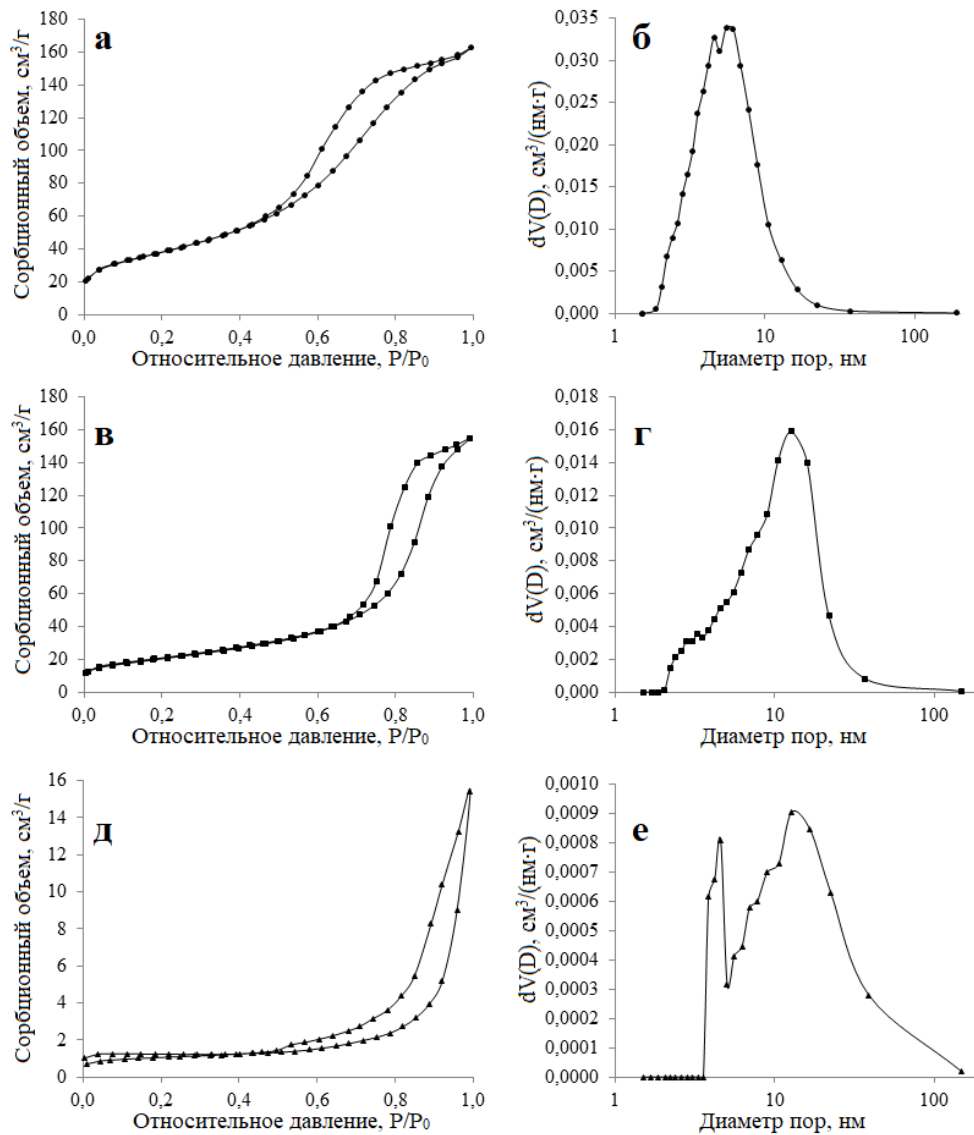 а
Сорбционный объем, см³/г
180
160
140
120
100
80
60
40
20
0
0,0 0,2 0,4 0,6 0,8 1,0
Относительное давление, P/P₀
б
dV(D), см³/(нм·г)
0,035
0,030
0,025
0,020
0,015
0,010
0,005
0,000
1 10 100
Диаметр пор, нм
в
Сорбционный объем, см³/г
180
160
140
120
100
80
60
40
20
0
0,0 0,2 0,4 0,6 0,8 1,0
Относительное давление, P/P₀
г
dV(D), см³/(нм·г)
0,018
0,016
0,014
0,012
0,010
0,008
0,006
0,004
0,002
0,000
1 10 100
Диаметр пор, нм
д
Сорбционный объем, см³/г
16
14
12
10
8
6
4
2
0
0,0 0,2 0,4 0,6 0,8 1,0
Относительное давление, P/P₀
е
dV(D), см³/(нм·г)
0,0010
0,0009
0,0008
0,0007
0,0006
0,0005
0,0004
0,0003
0,0002
0,0001
0,0000
1 10 100
Диаметр пор, нм